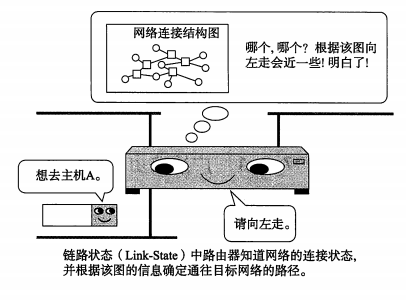 网络连接结构图
哪个,哪个？根据该图向
左走会近一些!明白了!
想去主机A。
请向左走。
链路状态（Link-State）中路由器知道网络的连接状态，
并根据该图的信息确定通往目标网络的路径。